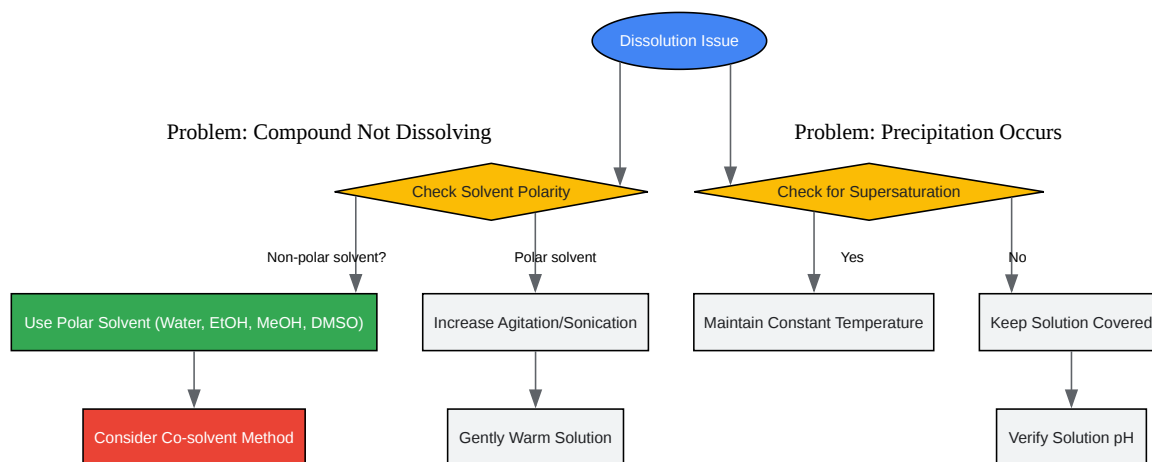 Dissolution Issue
Problem: Compound Not Dissolving
Problem: Precipitation Occurs
Check Solvent Polarity
Check for Supersaturation
Non-polar solvent?
Polar solvent
Yes
No
Use Polar Solvent (Water, EtOH, MeOH, DMSO)
Increase Agitation/Sonication
Maintain Constant Temperature
Keep Solution Covered
Consider Co-solvent Method
Gently Warm Solution
Verify Solution pH